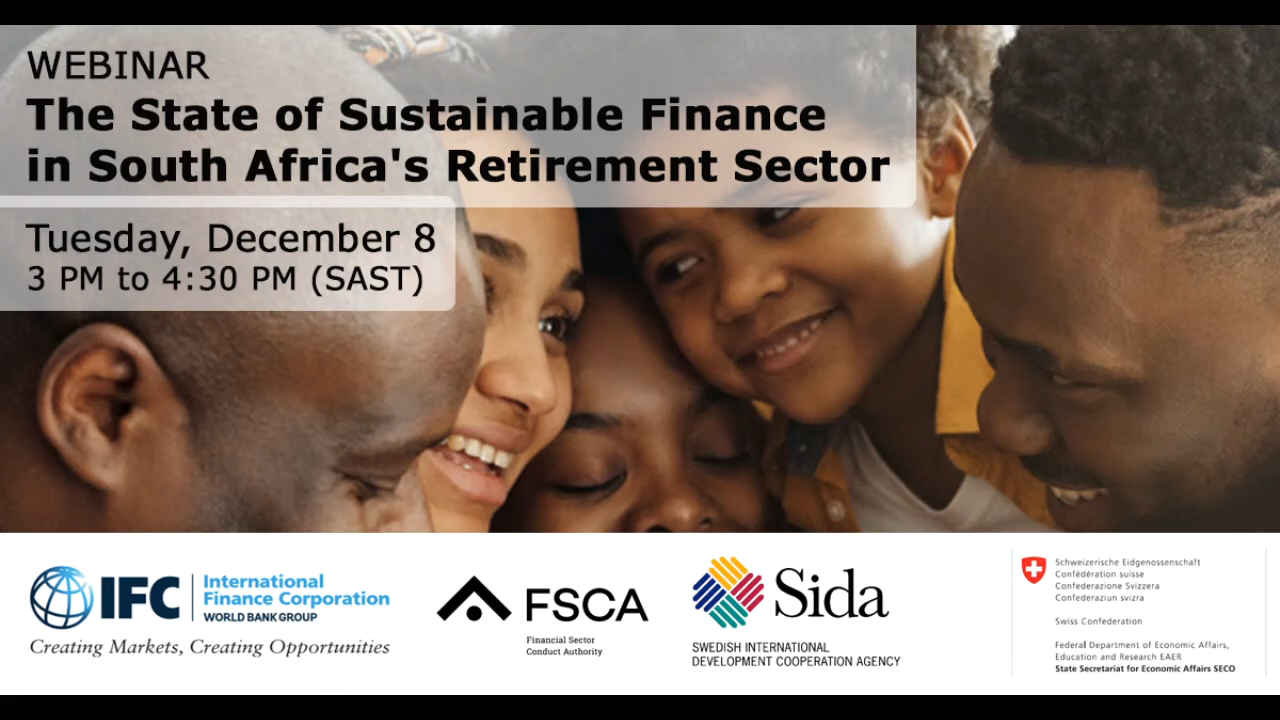 WEBINAR
The State of Sustainable Finance
in South Africa's Retirement Sector
Tuesday, December 8
3 PM to 4:30 PM (SAST)
IFC
International
Finance Corporation
WORLD BANK GROUP
Creating Markets, Creating Opportunities
FSCA
Financial Sector
Conduct Authority
Sida
SWEDISH INTERNATIONAL
DEVELOPMENT COOPERATION AGENCY
Schweizerische Eidgenossenschaft
Confédération suisse
Confederazione Svizzera
Confederaziun svizra
Swiss Confederation
Federal Department of Economic Affairs,
Education and Research EAER
State Secretariat for Economic Affairs SECO